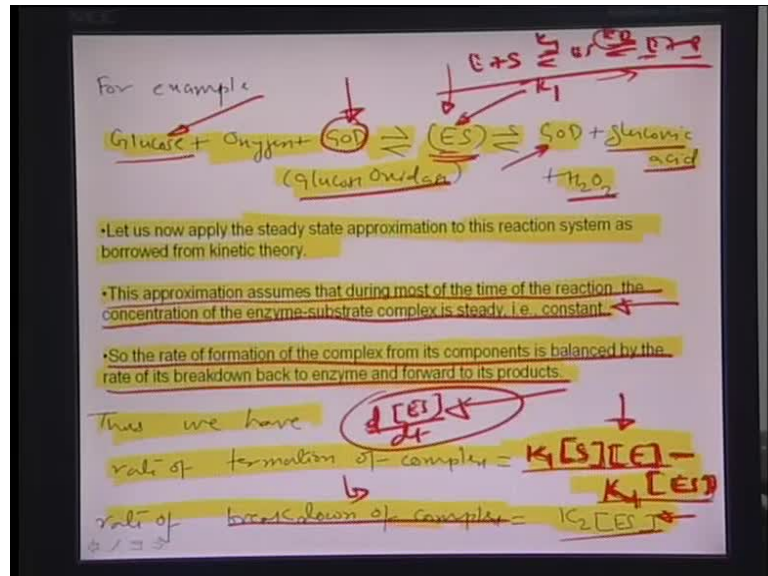 E + S ⇌ ES ⇌ E + P
K1
For example
Glucose + Oxygen + GOD ⇌ (ES) ⇌ GOD + gluconic acid
(Glucose Oxidase) + H2O2
•Let us now apply the steady state approximation to this reaction system as
borrowed from kinetic theory.
•This approximation assumes that during most of the time of the reaction, the
concentration of the enzyme-substrate complex is steady, i.e., constant.
•So the rate of formation of the complex from its components is balanced by the
rate of its breakdown back to enzyme and forward to its products.
Thus we have d[ES]/dt
rate of formation of complex = K1[S][E] –
K1[ES]
rate of breakdown of complex = K2[ES]